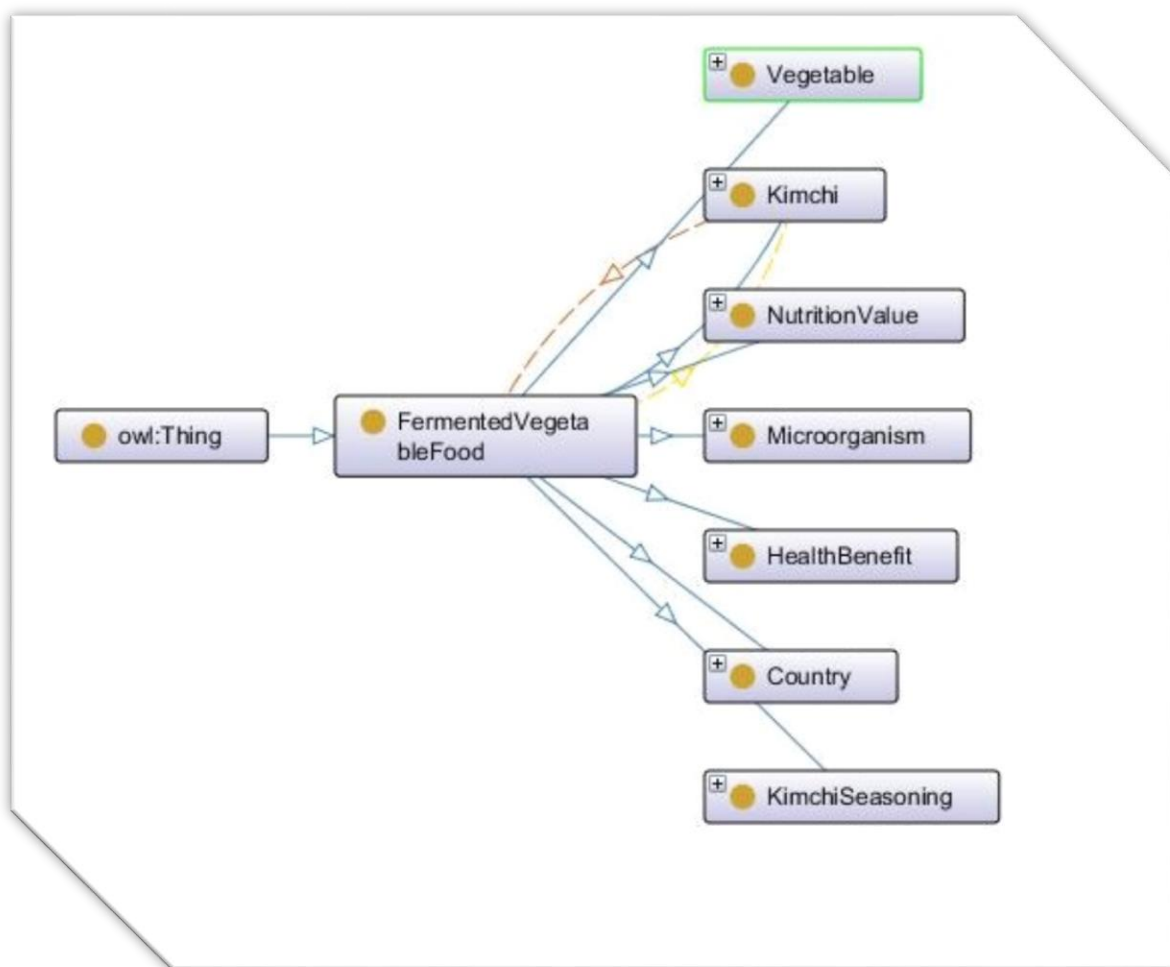 Vegetable
Kimchi
NutritionValue
owl:Thing
FermentedVegeta
bleFood
Microorganism
HealthBenefit
Country
KimchiSeasoning